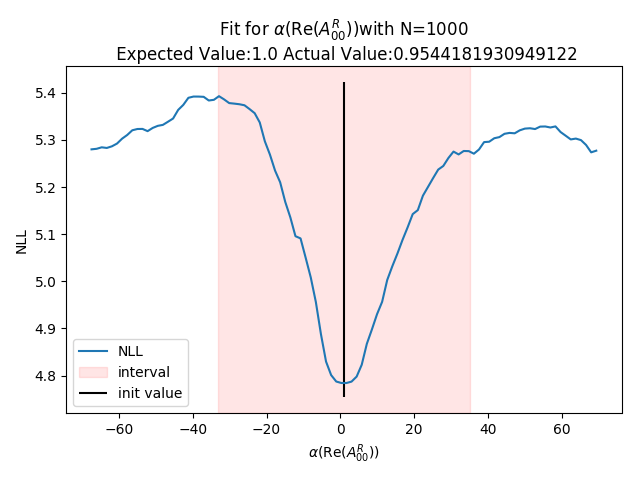 Fit for α(Re(A^R_00))with N=1000
Expected Value:1.0 Actual Value:0.9544181930949122
5.4
5.3
5.2
5.1
5.0
4.9
4.8
NLL
NLL
interval
init value
−60
−40
−20
0
20
40
60
α(Re(A^R_00))